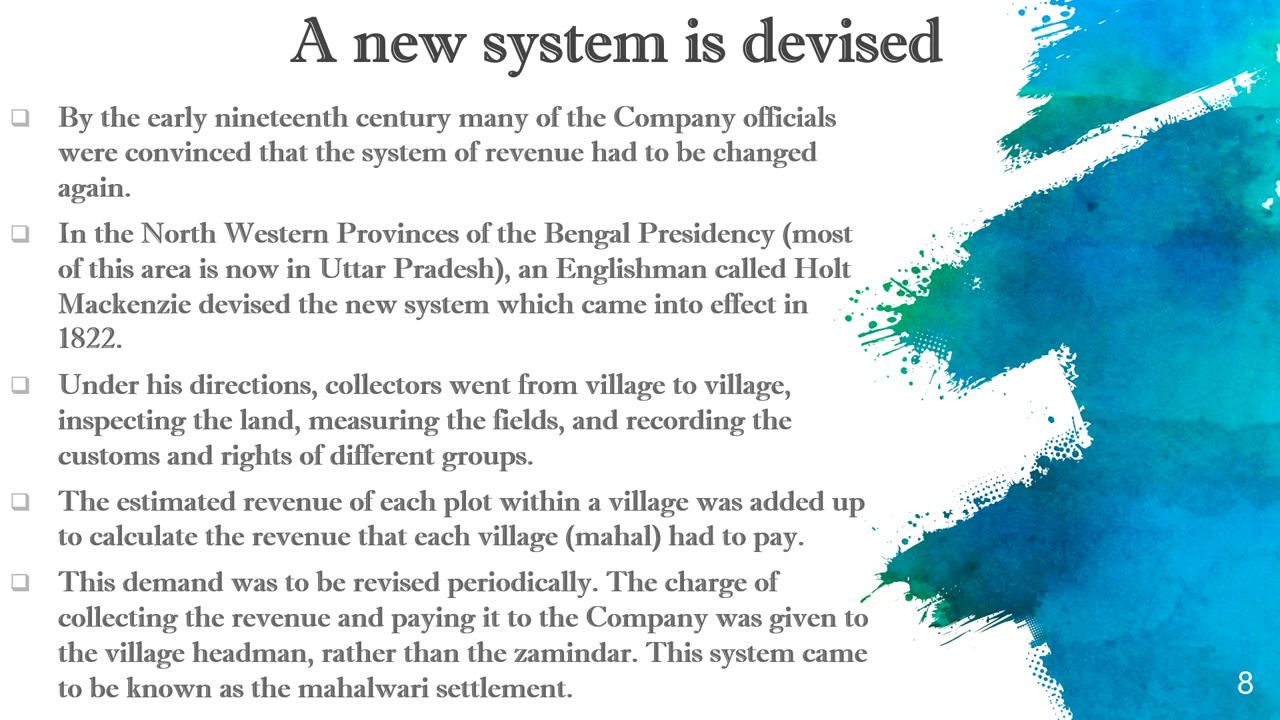 A new system is devised
By the early nineteenth century many of the Company officials
were convinced that the system of revenue had to be changed
again.
In the North Western Provinces of the Bengal Presidency (most
of this area is now in Uttar Pradesh), an Englishman called Holt
Mackenzie devised the new system which came into effect in
1822.
Under his directions, collectors went from village to village,
inspecting the land, measuring the fields, and recording the
customs and rights of different groups.
The estimated revenue of each plot within a village was added up
to calculate the revenue that each village (mahal) had to pay.
This demand was to be revised periodically. The charge of
collecting the revenue and paying it to the Company was given to
the village headman, rather than the zamindar. This system came
to be known as the mahalwari settlement.
8